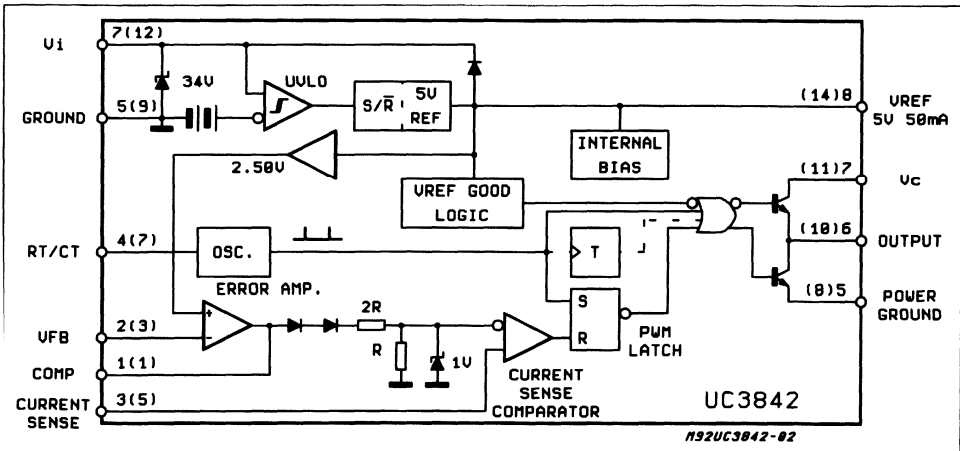 7(12)
Vi
34V
UVLO
S/R
5V
REF
(14)8
VREF
5V 50mA
5(9)
GROUND
INTERNAL
BIAS
2.50V
VREF GOOD
LOGIC
(11)7
Vc
4(7)
RT/CT
OSC.
T
(10)6
OUTPUT
ERROR AMP.
(8)5
POWER
GROUND
2R
S
R
PWM
LATCH
+
-
2(3)
VFB
R
1V
1(1)
COMP
CURRENT
SENSE
COMPARATOR
3(5)
CURRENT
SENSE
UC3842
M92UC3842-02